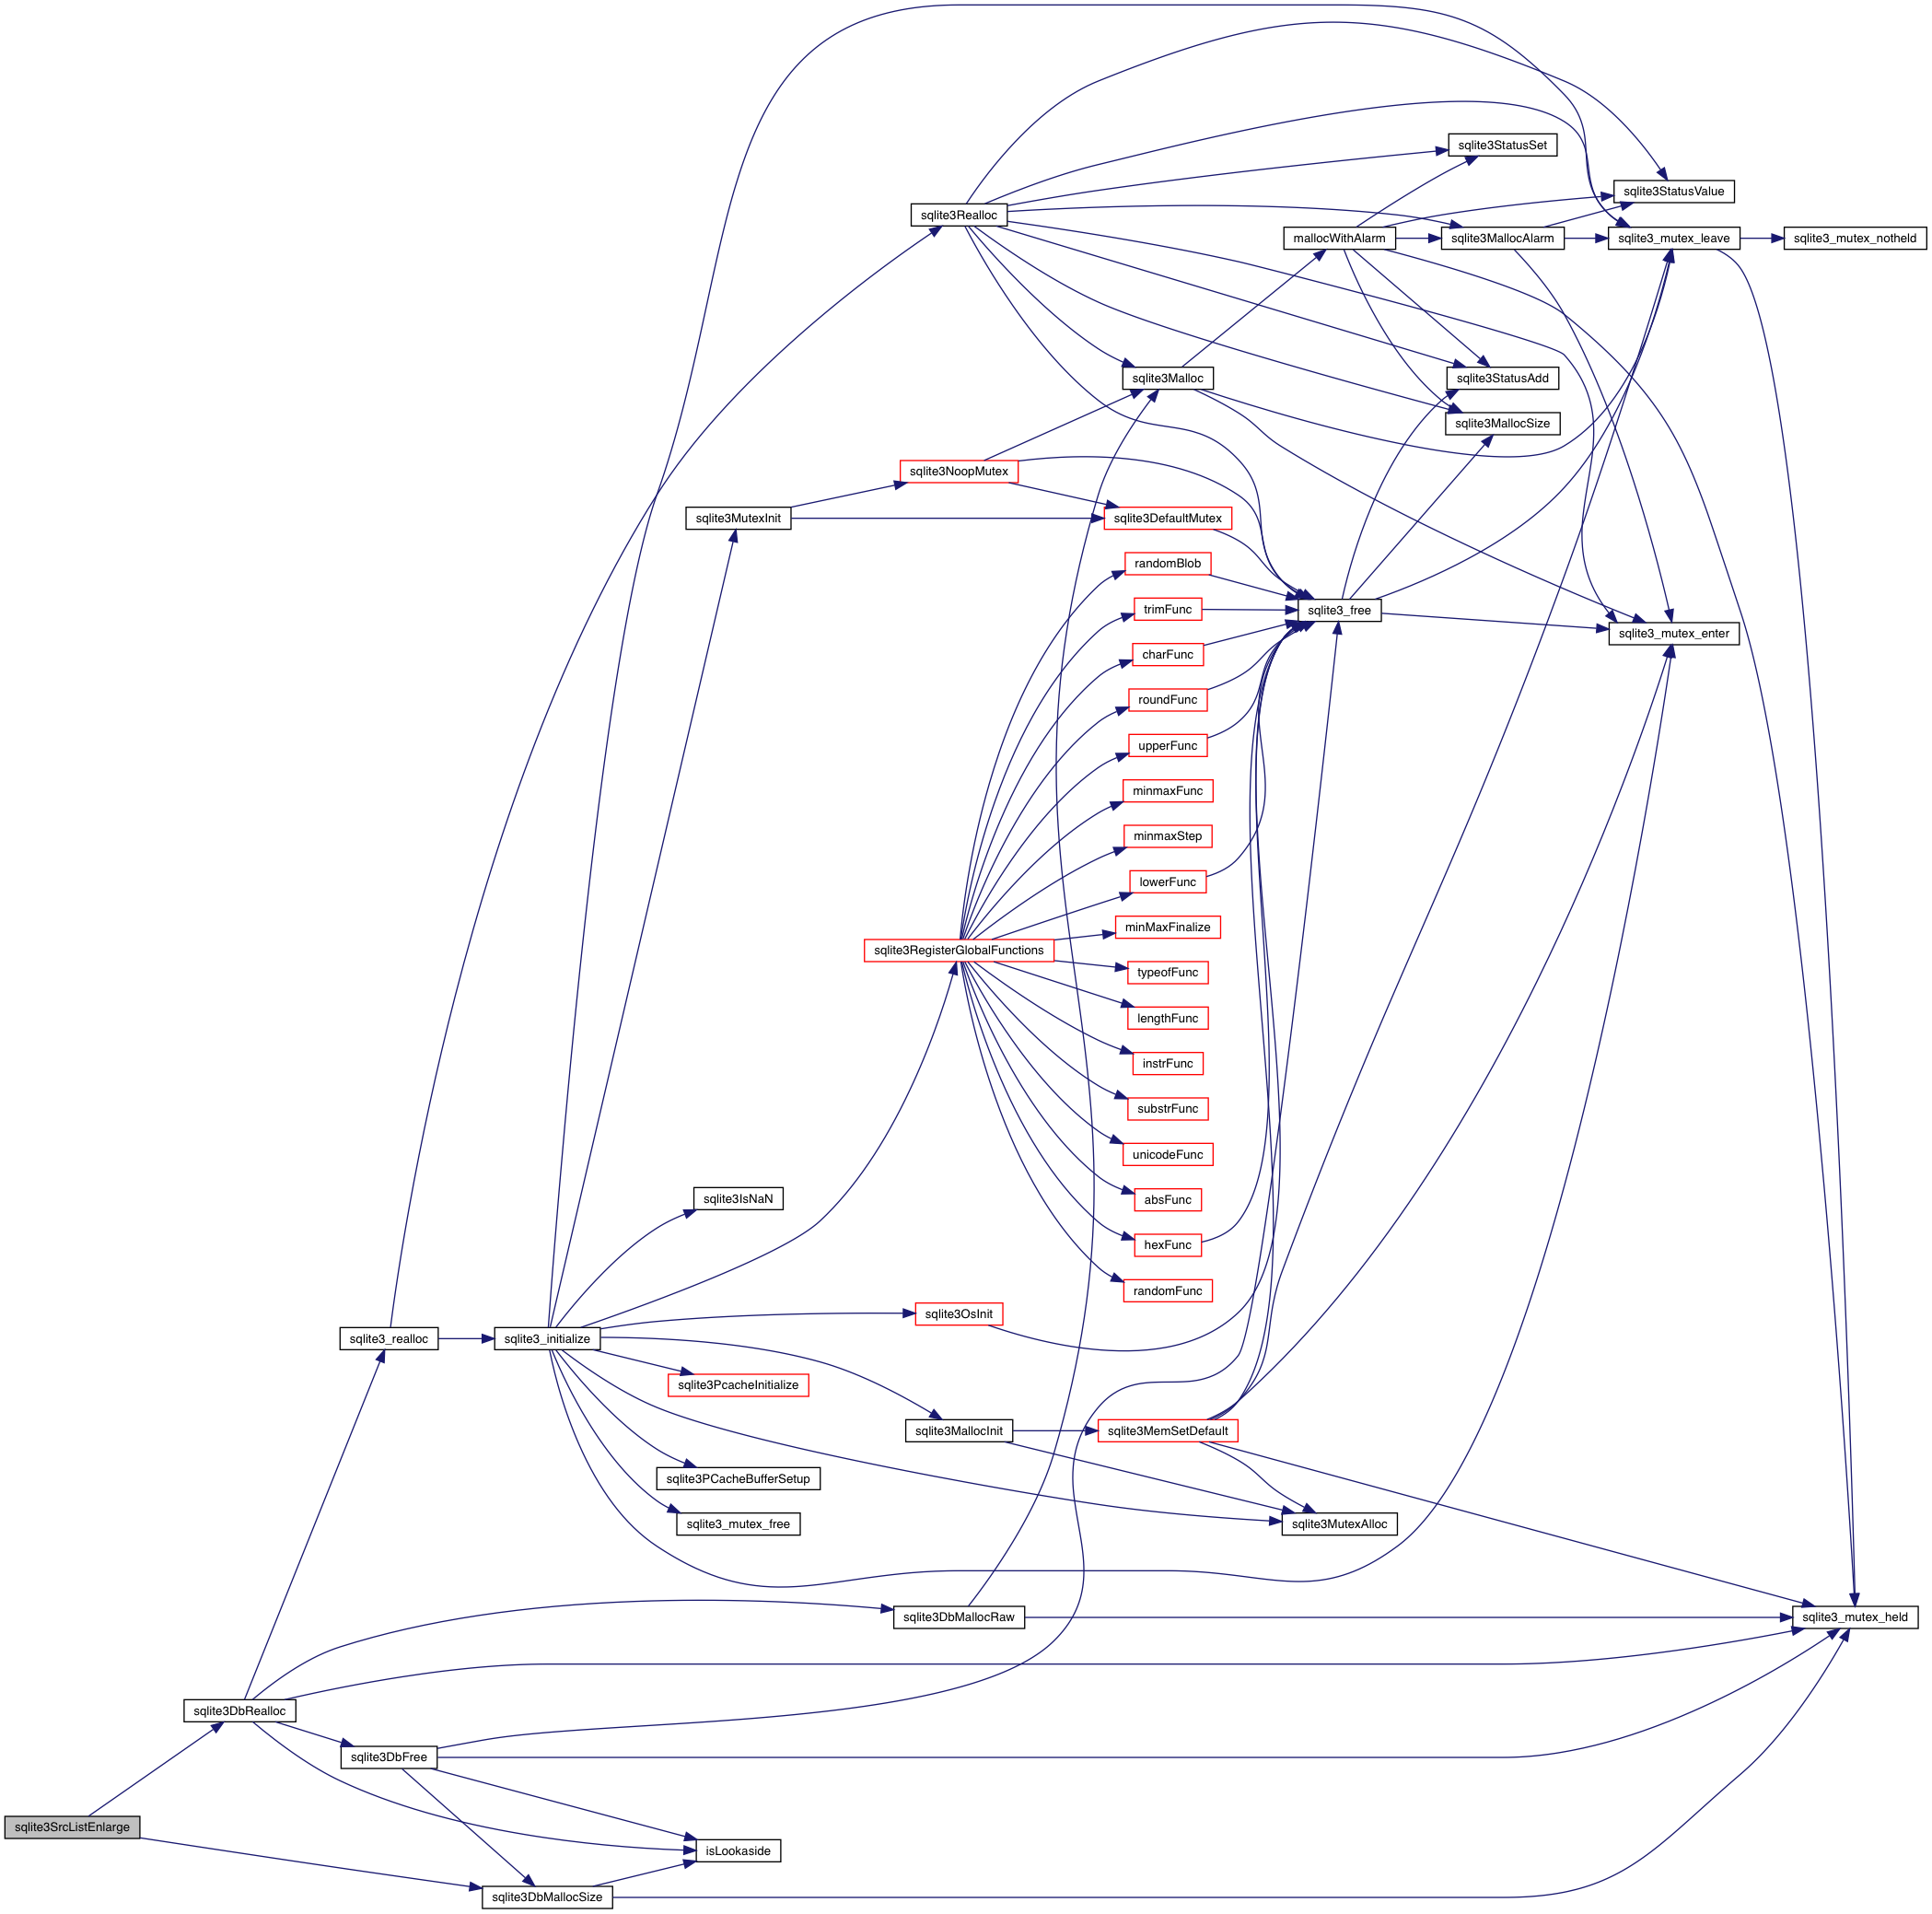 sqlite3StatusSet
sqlite3StatusValue
sqlite3Realloc
mallocWithAlarm
sqlite3MallocAlarm
sqlite3_mutex_leave
sqlite3_mutex_notheld
sqlite3Malloc
sqlite3StatusAdd
sqlite3MallocSize
sqlite3NoopMutex
sqlite3MutexInit
sqlite3DefaultMutex
randomBlob
trimFunc
sqlite3_free
sqlite3_mutex_enter
charFunc
roundFunc
upperFunc
minmaxFunc
minmaxStep
lowerFunc
minMaxFinalize
sqlite3RegisterGlobalFunctions
typeofFunc
lengthFunc
instrFunc
substrFunc
unicodeFunc
sqlite3IsNaN
absFunc
hexFunc
randomFunc
sqlite3OsInit
sqlite3_realloc
sqlite3_initialize
sqlite3PcacheInitialize
sqlite3MallocInit
sqlite3MemSetDefault
sqlite3PCacheBufferSetup
sqlite3_mutex_free
sqlite3MutexAlloc
sqlite3DbMallocRaw
sqlite3_mutex_held
sqlite3DbRealloc
sqlite3DbFree
sqlite3SrcListEnlarge
isLookaside
sqlite3DbMallocSize